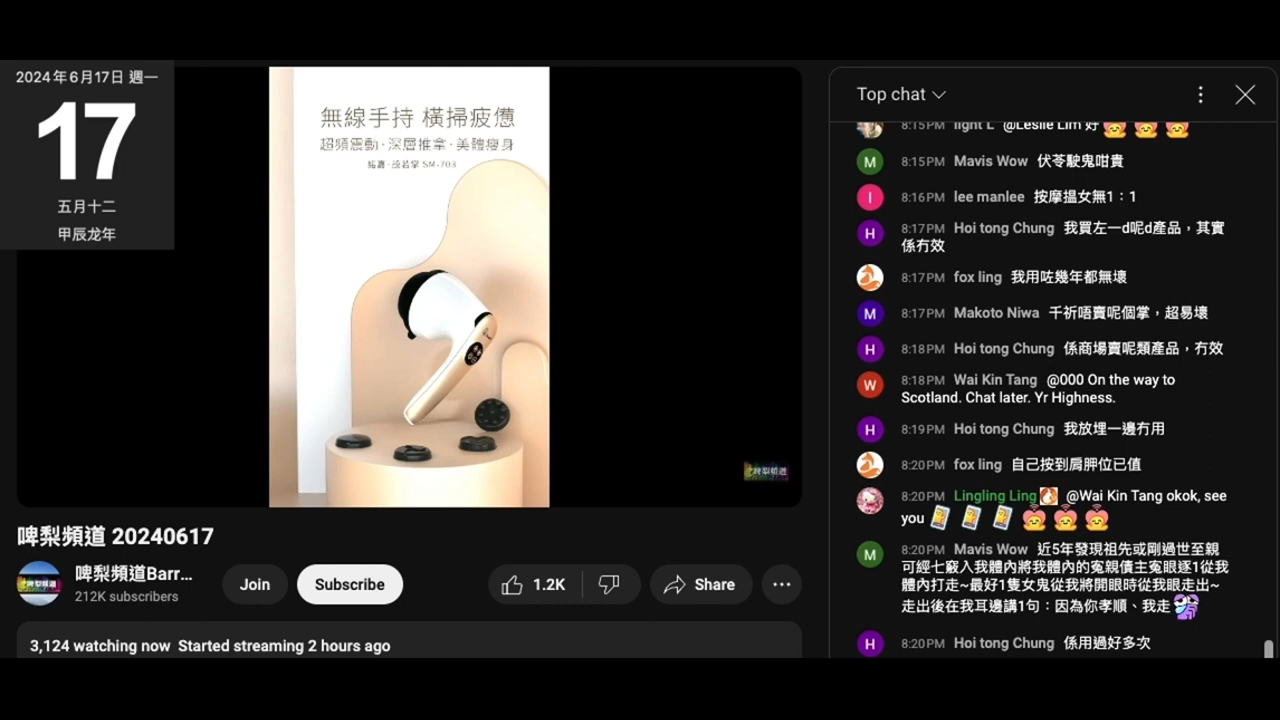 2024年6月17日 週一
17
五月十二
甲辰龙年
無線手持 橫掃疲憊
超頻震動·深層推拿·美體瘦身
SM-703
啤梨頻道
啤梨頻道 20240617
啤梨頻道Barr...
212K subscribers
Join
Subscribe
1.2K
Share
3,124 watching now Started streaming 2 hours ago
Top chat
8:15PM light L @Leslie Lim 好
8:15PM Mavis Wow 伏苓駛鬼咁貴
8:16PM lee manlee 按摩搵女無1：1
8:17PM Hoi tong Chung 我買左一d呢d產品，其實
係冇效
8:17PM fox ling 我用咗幾年都無壞
8:17PM Makoto Niwa 千祈唔賣呢個掌，超易壞
8:18PM Hoi tong Chung 係商場賣呢類產品，冇效
8:18PM Wai Kin Tang @000 On the way to
Scotland. Chat later. Yr Highness.
8:19PM Hoi tong Chung 我放埋一邊冇用
8:20PM fox ling 自己按到肩胛位已值
8:20PM Lingling Ling @Wai Kin Tang okok, see
you
8:20PM Mavis Wow 近5年發現祖先或剛過世至親
可經七竅入我體內將我體內的寃親債主寃眼逐1從我
體內打走~最好1隻女鬼從我將開眼時從我眼走出~
走出後在我耳邊講1句：因為你孝順、我走
8:20PM Hoi tong Chung 係用過好多次